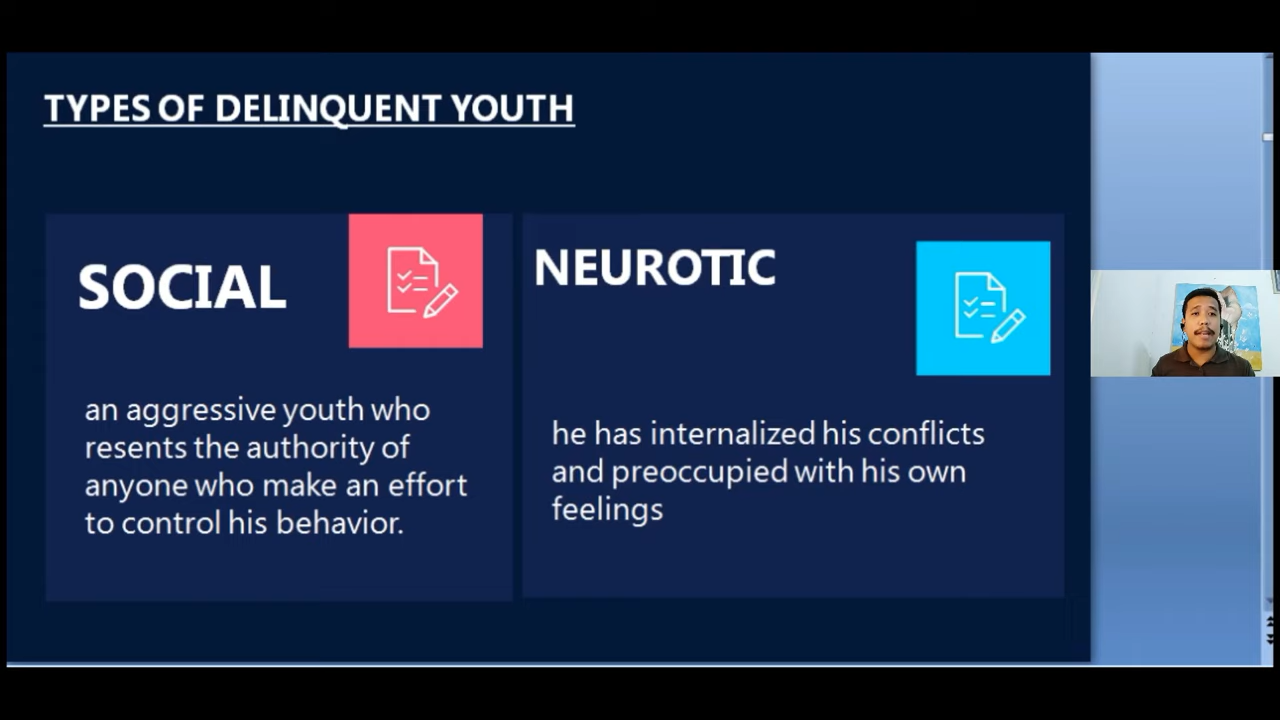 TYPES OF DELINQUENT YOUTH
SOCIAL
an aggressive youth who
resents the authority of
anyone who make an effort
to control his behavior.
NEUROTIC
he has internalized his conflicts
and preoccupied with his own
feelings